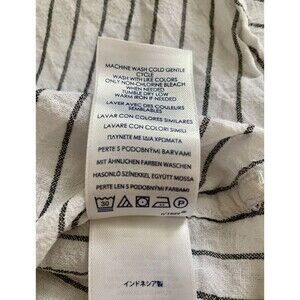 MACHINE WASH COLD GENTLE
CYCLE
WASH WITH LIKE COLORS
ONLY NON-CHLORINE BLEACH
WHEN NEEDED
TUMBLE DRY LOW
WARM IRON IF NEEDED
LAVER AVEC DES COULEURS
SEMBLABLES
LAVAR CON COLORES SIMILARES
LAVARE CON COLORI SIMILI
ΠΛΥΝΕΤΕ ΜΕ ΙΔΙΑ ΧΡΩΜΑΤΑ
PERTE S PODOBNÝMI BARVAMI
MIT ÄHNLICHEN FARBEN WASCHEN
HASONLÓ SZÍNEKKEL EGYÜTT MOSSA
PERTE LEN S PODOBNÝMI FARBAMI
30 P
インドネシア製